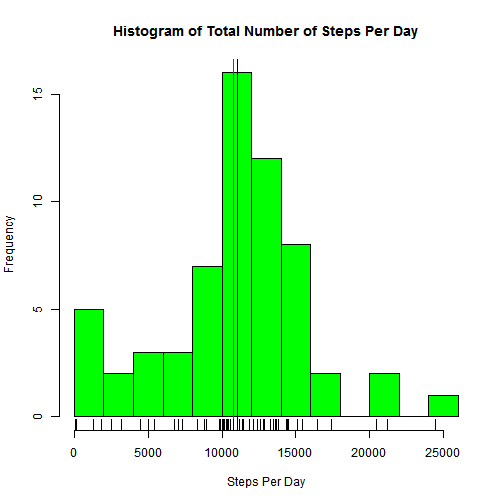 Histogram of Total Number of Steps Per Day
Frequency
15
10
5
0
0 5000 10000 15000 20000 25000
Steps Per Day